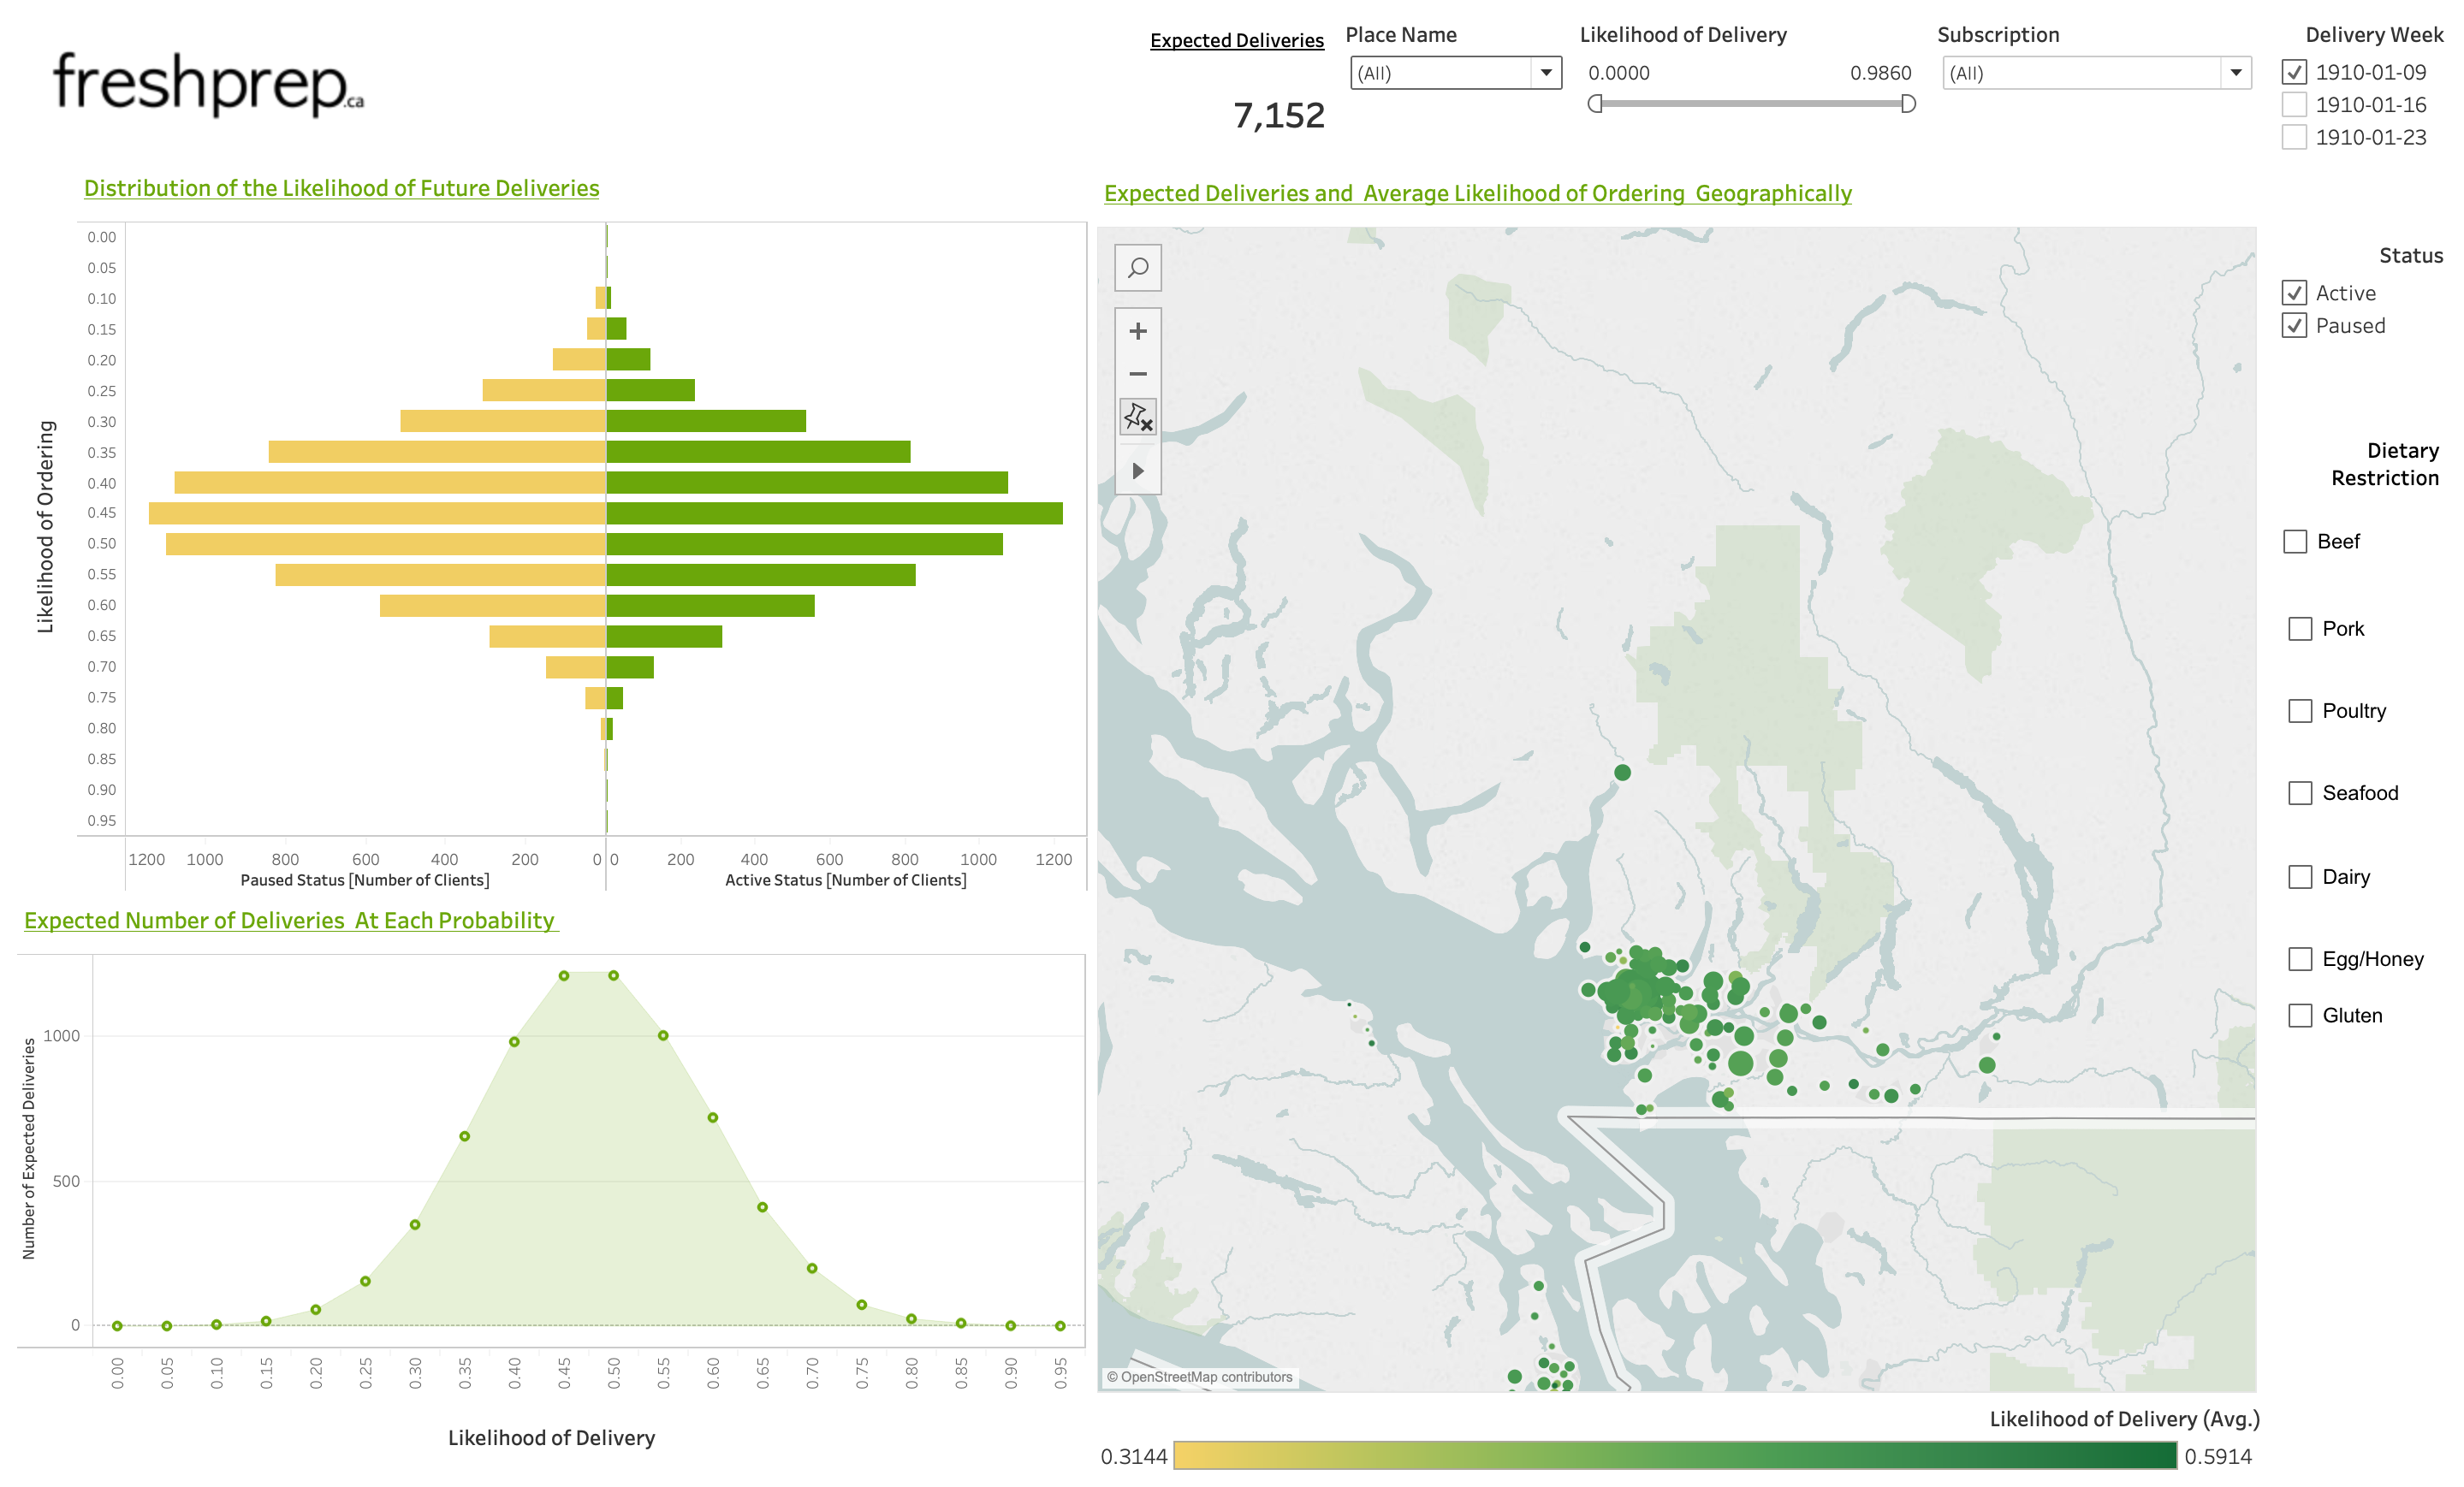 freshprep.ca
Expected Deliveries
7,152
Place Name
(All)
Likelihood of Delivery
0.0000 0.9860
Subscription
(All)
Delivery Week
1910-01-09
1910-01-16
1910-01-23
Distribution of the Likelihood of Future Deliveries
Likelihood of Ordering
0.00
0.05
0.10
0.15
0.20
0.25
0.30
0.35
0.40
0.45
0.50
0.55
0.60
0.65
0.70
0.75
0.80
0.85
0.90
0.95
1200 1000 800 600 400 200 0 0 200 400 600 800 1000 1200
Paused Status [Number of Clients] Active Status [Number of Clients]
Expected Number of Deliveries At Each Probability
Number of Expected Deliveries
1000
500
0
0.00 0.05 0.10 0.15 0.20 0.25 0.30 0.35 0.40 0.45 0.50 0.55 0.60 0.65 0.70 0.75 0.80 0.85 0.90 0.95
Likelihood of Delivery
Expected Deliveries and Average Likelihood of Ordering Geographically
© OpenStreetMap contributors
Likelihood of Delivery (Avg.)
0.3144 0.5914
Status
Active
Paused
Dietary
Restriction
Beef
Pork
Poultry
Seafood
Dairy
Egg/Honey
Gluten